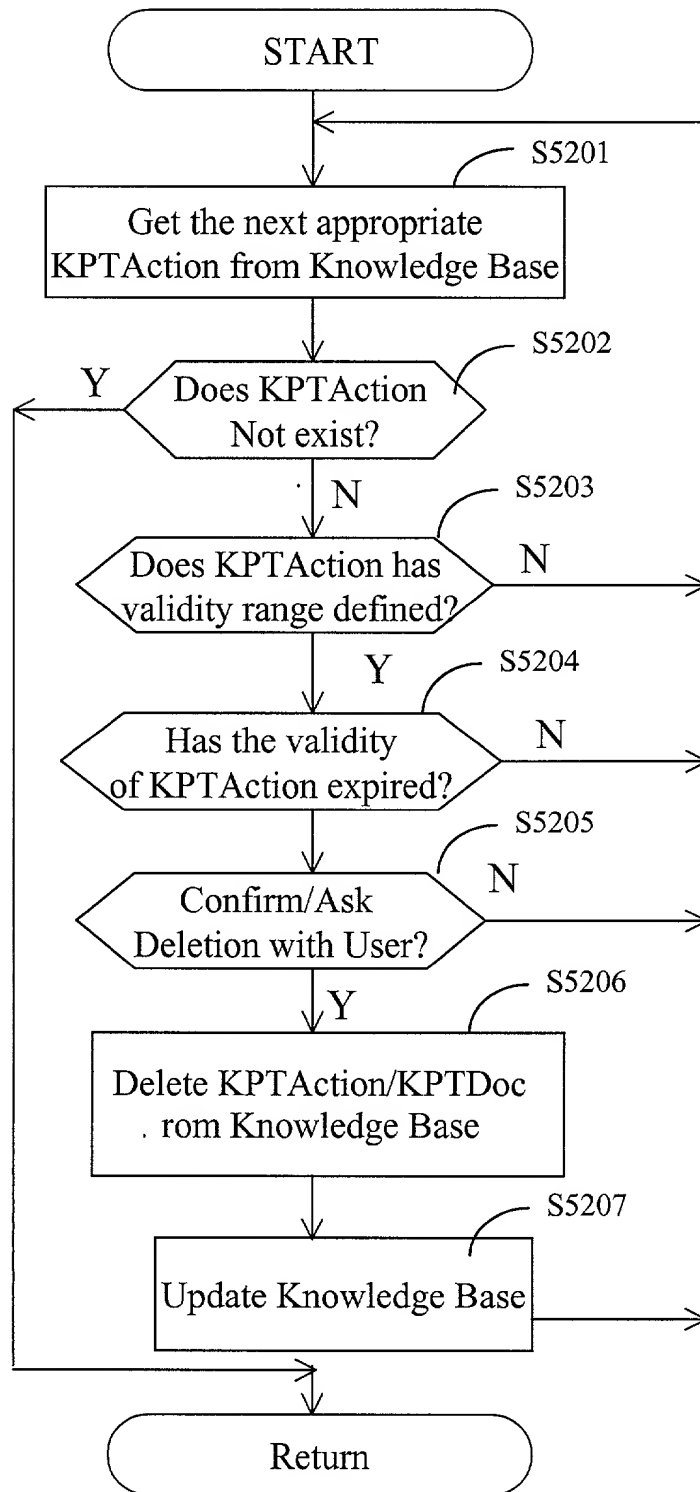 START
S5201
Get the next appropriate
KPTAction from Knowledge Base
S5202
Y
Does KPTAction
Not exist?
N
S5203
Does KPTAction has
validity range defined?
N
Y
S5204
Has the validity
of KPTAction expired?
N
S5205
Confirm/Ask
Deletion with User?
N
Y
S5206
Delete KPTAction/KPTDoc
rom Knowledge Base
S5207
Update Knowledge Base
Return